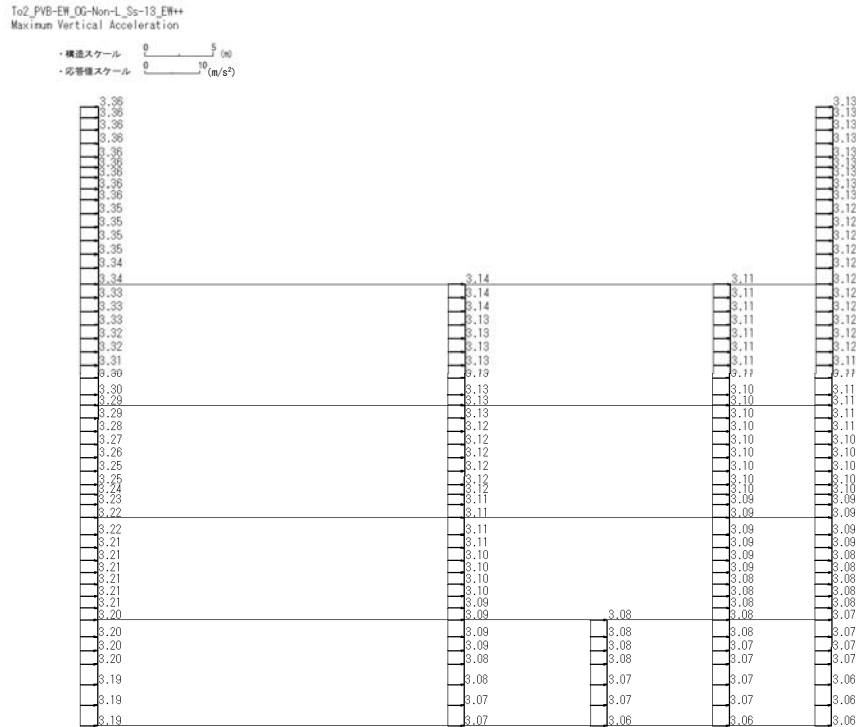 To2_PVB-EW_OG-Non-L_Ss-13_EW++
Maximum Vertical Acceleration
・構造スケール 0 5 (m)
・応答値スケール 0 10 (m/s²)
3.36 3.13
3.36 3.13
3.36 3.13
3.36 3.13
3.36 3.13
3.36 3.13
3.36 3.13
3.36 3.13
3.36 3.13
3.35 3.12
3.35 3.12
3.35 3.12
3.35 3.12
3.34 3.12
3.34 3.14 3.11 3.12
3.33 3.14 3.11 3.12
3.33 3.14 3.11 3.12
3.33 3.13 3.11 3.12
3.32 3.13 3.11 3.12
3.32 3.13 3.11 3.12
3.31 3.13 3.11 3.11
3.30 3.13 3.11 3.11
3.30 3.13 3.10 3.11
3.29 3.13 3.10 3.11
3.29 3.13 3.10 3.11
3.28 3.12 3.10 3.11
3.27 3.12 3.10 3.10
3.26 3.12 3.10 3.10
3.25 3.12 3.10 3.10
3.25 3.12 3.10 3.10
3.24 3.12 3.10 3.10
3.23 3.11 3.09 3.09
3.22 3.11 3.09 3.09
3.22 3.11 3.09 3.09
3.21 3.11 3.09 3.09
3.21 3.10 3.09 3.08
3.21 3.10 3.09 3.08
3.21 3.10 3.08 3.08
3.21 3.10 3.08 3.08
3.21 3.09 3.08 3.08
3.20 3.09 3.08 3.08 3.07
3.20 3.09 3.08 3.08 3.07
3.20 3.09 3.08 3.07 3.07
3.20 3.08 3.08 3.07 3.07
3.19 3.08 3.07 3.07 3.06
3.19 3.07 3.07 3.07 3.06
3.19 3.07 3.06 3.06 3.06